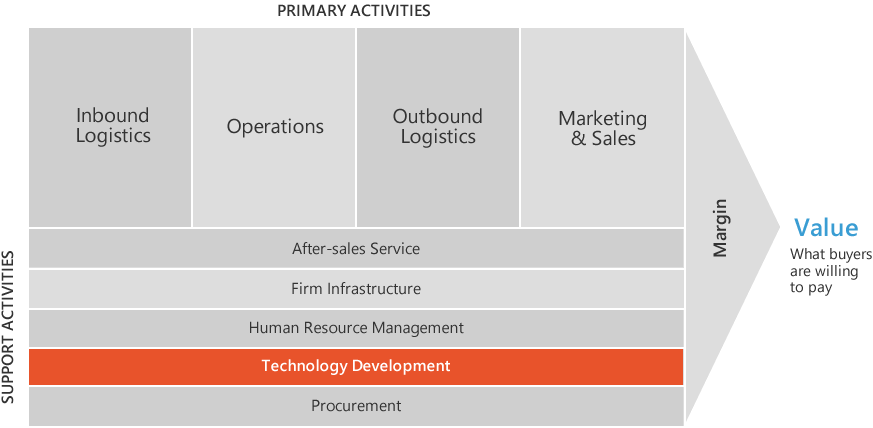 PRIMARY ACTIVITIES
Inbound
Logistics
Operations
Outbound
Logistics
Marketing
& Sales
After-sales Service
Firm Infrastructure
Human Resource Management
Technology Development
Procurement
SUPPORT ACTIVITIES
Margin
Value
What buyers
are willing
to pay